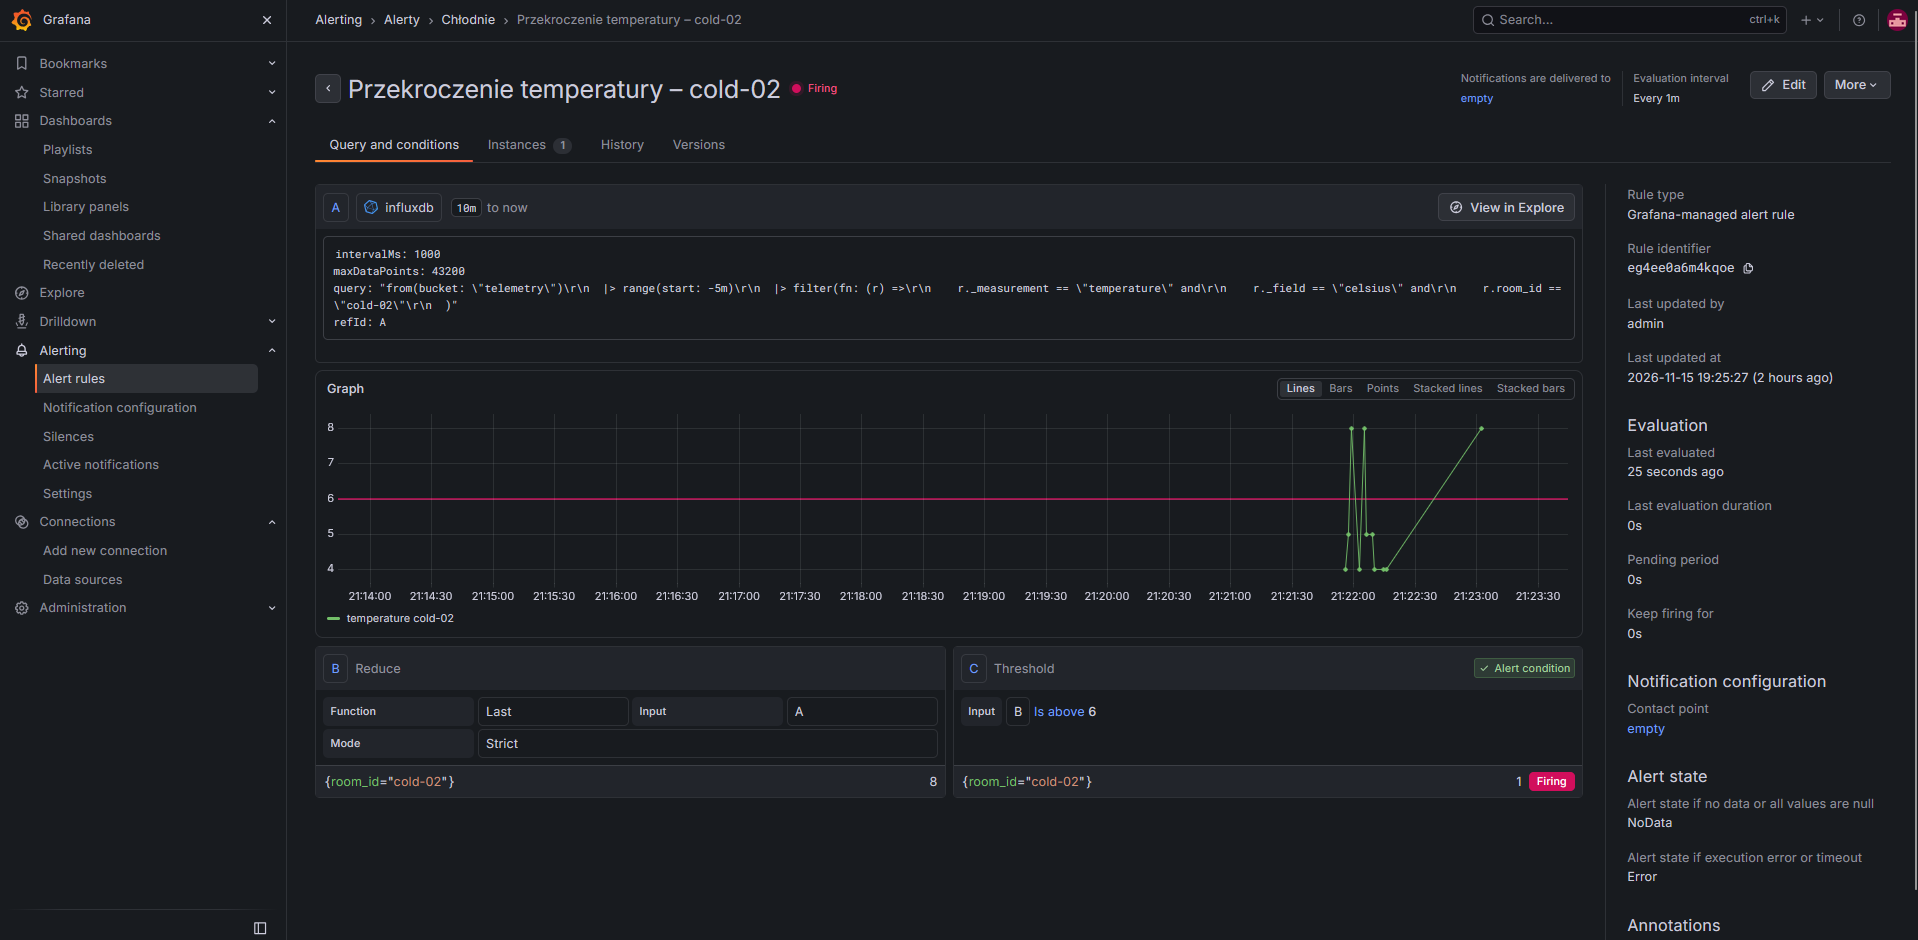 Grafana
Alerting › Alerty › Chłodnie › Przekroczenie temperatury – cold-02
Search...
ctrl+k
Bookmarks
Starred
Dashboards
Playlists
Snapshots
Library panels
Shared dashboards
Recently deleted
Explore
Drilldown
Alerting
Alert rules
Notification configuration
Silences
Active notifications
Settings
Connections
Add new connection
Data sources
Administration
Przekroczenie temperatury – cold-02
Firing
Notifications are delivered to
empty
Evaluation interval
Every 1m
Edit
More
Query and conditions
Instances 1
History
Versions
A
influxdb
10m to now
View in Explore
intervalMs: 1000
maxDataPoints: 43200
query: "from(bucket: \"telemetry\")\r\n  |> range(start: -5m)\r\n  |> filter(fn: (r) =>\r\n    r._measurement == \"temperature\" and\r\n    r._field == \"celsius\" and\r\n    r.room_id ==
\"cold-02\"\r\n  )"
refId: A
Graph
Lines Bars Points Stacked lines Stacked bars
8
7
6
5
4
21:14:00 21:14:30 21:15:00 21:15:30 21:16:00 21:16:30 21:17:00 21:17:30 21:18:00 21:18:30 21:19:00 21:19:30 21:20:00 21:20:30 21:21:00 21:21:30 21:22:00 21:22:30 21:23:00 21:23:30
temperature cold-02
B Reduce
Function Last Input A
Mode Strict
{room_id="cold-02"} 8
C Threshold
Alert condition
Input B Is above 6
{room_id="cold-02"} 1 Firing
Rule type
Grafana-managed alert rule
Rule identifier
eg4ee0a6m4kqoe
Last updated by
admin
Last updated at
2026-11-15 19:25:27 (2 hours ago)
Evaluation
Last evaluated
25 seconds ago
Last evaluation duration
0s
Pending period
0s
Keep firing for
0s
Notification configuration
Contact point
empty
Alert state
Alert state if no data or all values are null
NoData
Alert state if execution error or timeout
Error
Annotations